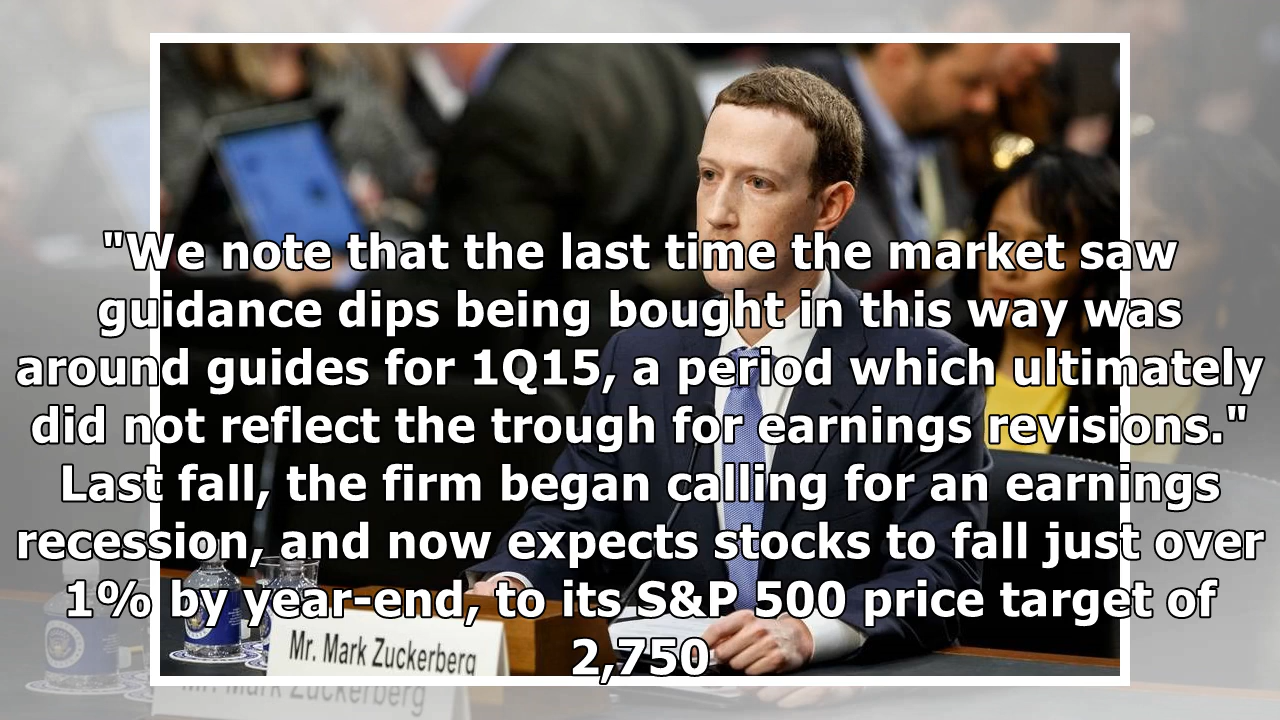 "We note that the last time the market saw
guidance dips being bought in this way was
around guides for 1Q15, a period which ultimately
did not reflect the trough for earnings revisions."
Last fall, the firm began calling for an earnings
recession, and now expects stocks to fall just over
1% by year-end, to its S&P 500 price target of
2,750
Mr. Mark Zuckerberg
Mr. Mark Zuckerberg